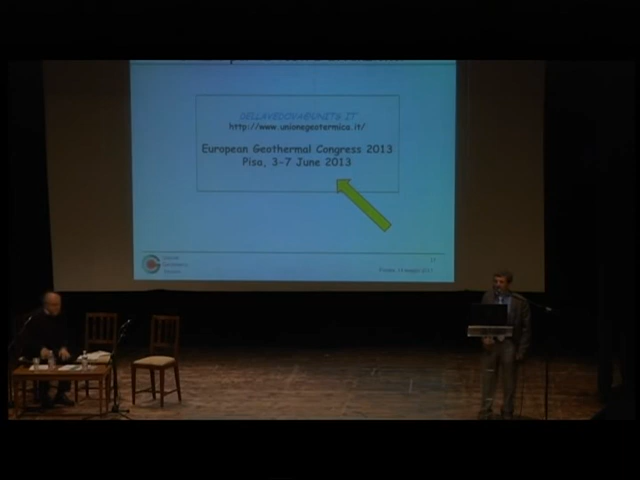 DELLAVEDOVA@UNITS.IT
http://www.unionegeotermica.it/
European Geothermal Congress 2013
Pisa, 3-7 June 2013